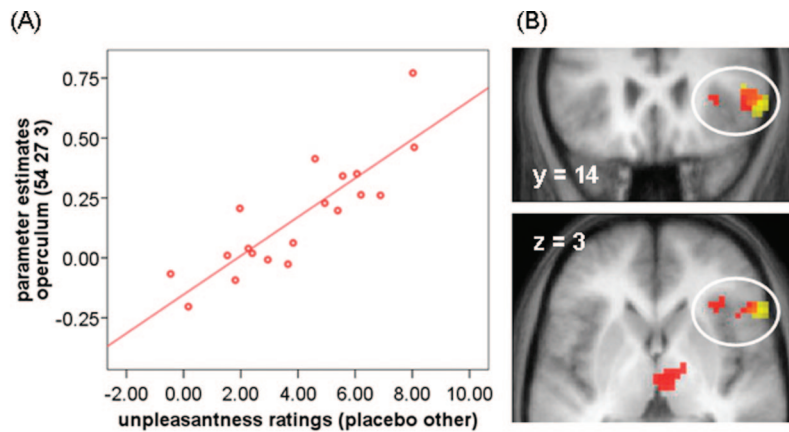 (A)
(B)
parameter estimates
operculum (54 27 3)
0.75
0.50
0.25
0.00
-0.25
-2.00 0.00 2.00 4.00 6.00 8.00 10.00
unpleasantness ratings (placebo other)
y = 14
z = 3